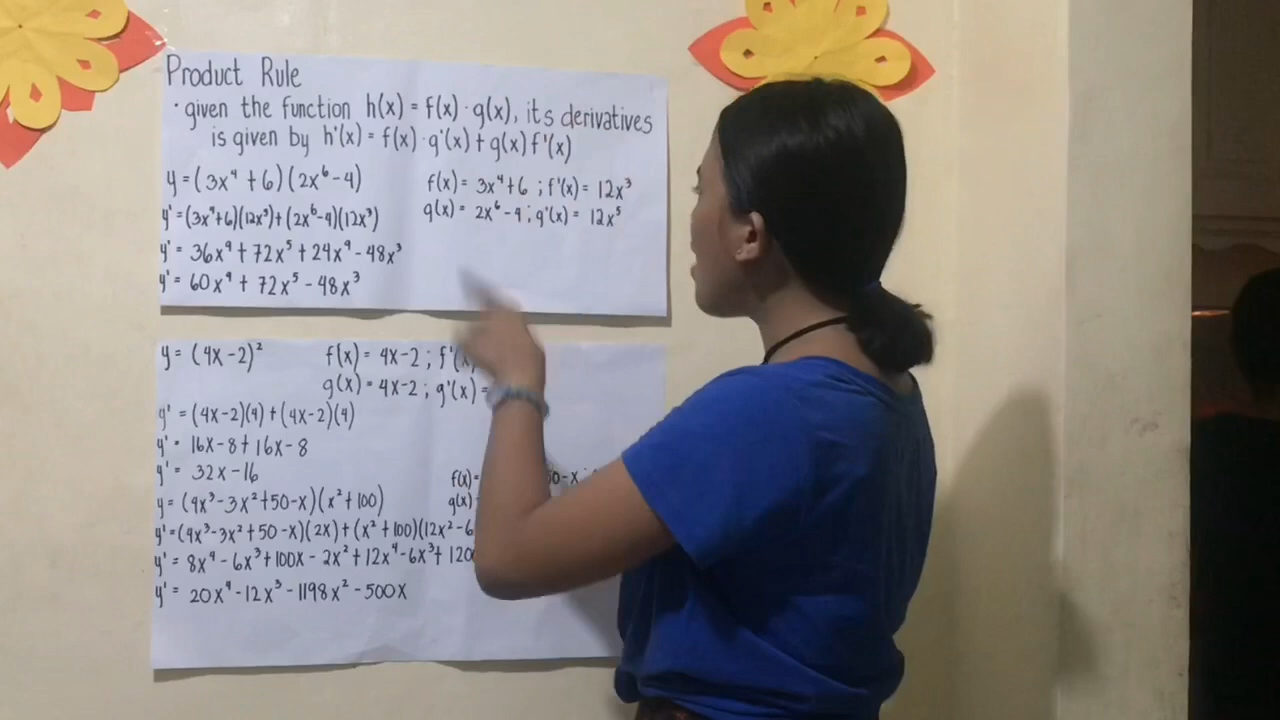 Product Rule
· given the function h(x) = f(x) · g(x), its derivatives
is given by h'(x) = f(x) · g'(x) + g(x) f'(x)
y = (3x⁴ + 6)(2x⁶ - 4)
f(x) = 3x⁴+6 ; f'(x) = 12x³
y' = (3x⁴+6)(12x⁵)+(2x⁶-4)(12x³)
g(x) = 2x⁶-4 ; g'(x) = 12x⁵
y' = 36x⁹ + 72x⁵ + 24x⁹ - 48x³
y' = 60x⁹ + 72x⁵ - 48x³
y = (4x-2)²
f(x) = 4x-2 ; f'(x
g(x) = 4x-2 ; g'(x) =
y' = (4x-2)(4) + (4x-2)(4)
y' = 16x-8 + 16x-8
y' = 32x-16
f(x)= 50-x ;
y = (4x³-3x²+50-x)(x²+100)
g(x)
y' = (4x³-3x²+50-x)(2x)+(x²+100)(12x²-6
y' = 8x⁴ - 6x³ + 100x - 2x² + 12x⁴ - 6x³ + 120
y' = 20x⁴ - 12x³ - 1198x² - 500x